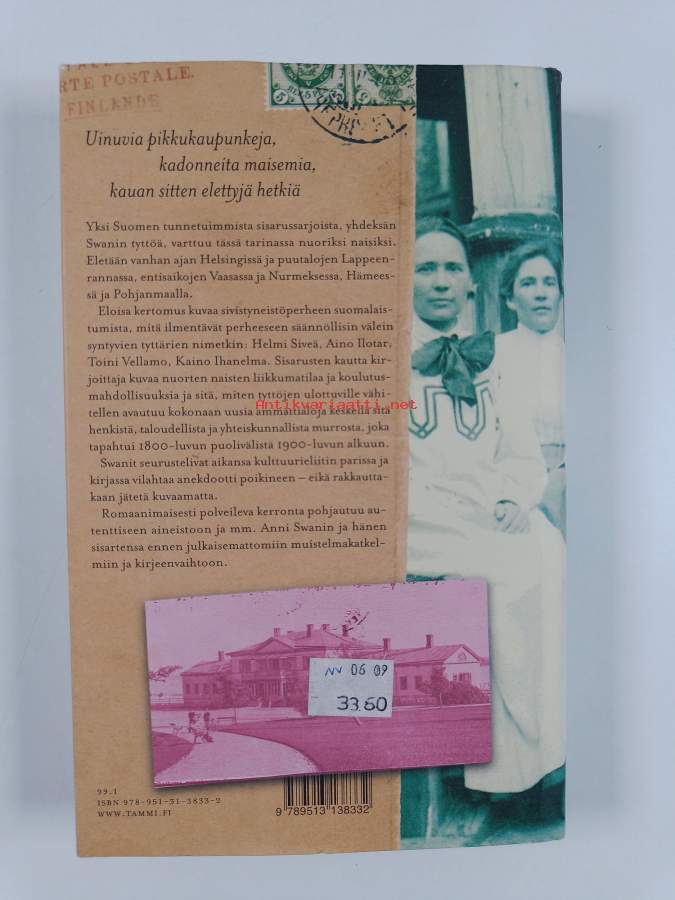 RTE POSTALE.
FINLANDE
5
Uinuvia pikkukaupunkeja,
kadonneita maisemia,
kauan sitten elettyjä hetkiä
Yksi Suomen tunnetuimmista sisarussarjoista, yhdeksän
Swanin tyttöä, varttuu tässä tarinassa nuoriksi naisiksi.
Eletään vanhan ajan Helsingissä ja puutalojen Lappeen-
rannassa, entisaikojen Vaasassa ja Nurmeksessa, Hämees-
sä ja Pohjanmaalla.
Eloisa kertomus kuvaa sivistyneistöperheen suomalais-
tumista, mitä ilmentävät perheeseen säännöllisin välein
syntyvien tyttärien nimetkin: Helmi Siveä, Aino Ilotar,
Toini Vellamo, Kaino Ihanelma. Sisarusten kautta kir-
joittaja kuvaa nuorten naisten liikkumatilaa ja koulutus-
mahdollisuuksia ja sitä, miten tyttöjen ulottuville vähi-
tellen avautuu kokonaan uusia ammattialoja keskellä sitä
henkistä, taloudellista ja yhteiskunnallista murrosta, joka
tapahtui 1800-luvun puolivälistä 1900-luvun alkuun.
Swanit seurustelivat aikansa kulttuurieliitin parissa ja
kirjassa vilahtaa anekdootti poikineen – eikä rakkautta-
kaan jätetä kuvaamatta.
Romaanimaisesti polveileva kerronta pohjautuu au-
tenttiseen aineistoon ja mm. Anni Swanin ja hänen
sisartensa ennen julkaisemattomiin muistelmakatkel-
miin ja kirjeenvaihtoon.
Antikvariaatti.net
NV 06 09
33.60
99.1
ISBN 978-951-31-3833-2
WWW.TAMMI.FI
9 789513 138332